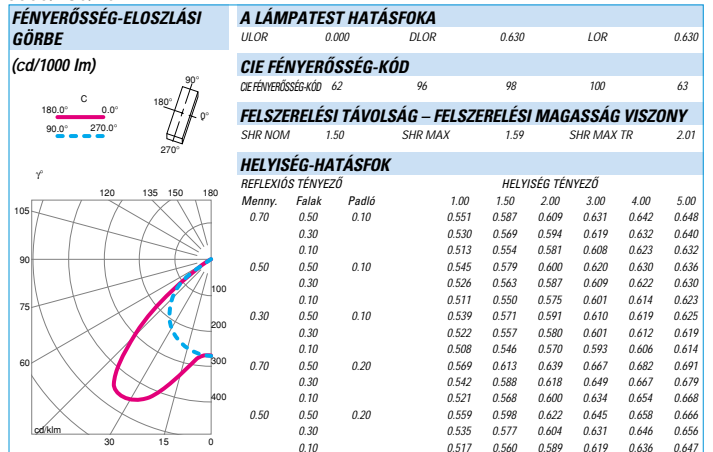 FÉNYERŐSSÉG-ELOSZLÁSI
GÖRBE
(cd/1000 lm)
C
180.0° 0.0°
90.0° 270.0°
90°
180°
0°
270°
γ°
120 135 150 180
105
90
75
60
100
200
300
400
cd/klm
30 15 0
A LÁMPATEST HATÁSFOKA
ULOR 0.000 DLOR 0.630 LOR 0.630
CIE FÉNYERŐSSÉG-KÓD
CIE FÉNYERŐSSÉG-KÓD 62 96 98 100 63
FELSZERELÉSI TÁVOLSÁG – FELSZERELÉSI MAGASSÁG VISZONY
SHR NOM 1.50 SHR MAX 1.59 SHR MAX TR 2.01
HELYISÉG-HATÁSFOK
REFLEXIÓS TÉNYEZŐ HELYISÉG TÉNYEZŐ
Menny. Falak Padló 1.00 1.50 2.00 3.00 4.00 5.00
0.70 0.50 0.10 0.551 0.587 0.609 0.631 0.642 0.648
0.30 0.530 0.569 0.594 0.619 0.632 0.640
0.10 0.513 0.554 0.581 0.608 0.623 0.632
0.50 0.50 0.10 0.545 0.579 0.600 0.620 0.630 0.636
0.30 0.526 0.563 0.587 0.609 0.622 0.630
0.10 0.511 0.550 0.575 0.601 0.614 0.623
0.30 0.50 0.10 0.539 0.571 0.591 0.610 0.619 0.625
0.30 0.522 0.557 0.580 0.601 0.612 0.619
0.10 0.508 0.546 0.570 0.593 0.606 0.614
0.70 0.50 0.20 0.569 0.613 0.639 0.667 0.682 0.691
0.30 0.542 0.588 0.618 0.649 0.667 0.679
0.10 0.521 0.568 0.600 0.634 0.654 0.668
0.50 0.50 0.20 0.559 0.598 0.622 0.645 0.658 0.666
0.30 0.535 0.577 0.604 0.631 0.646 0.656
0.10 0.517 0.560 0.589 0.619 0.636 0.647